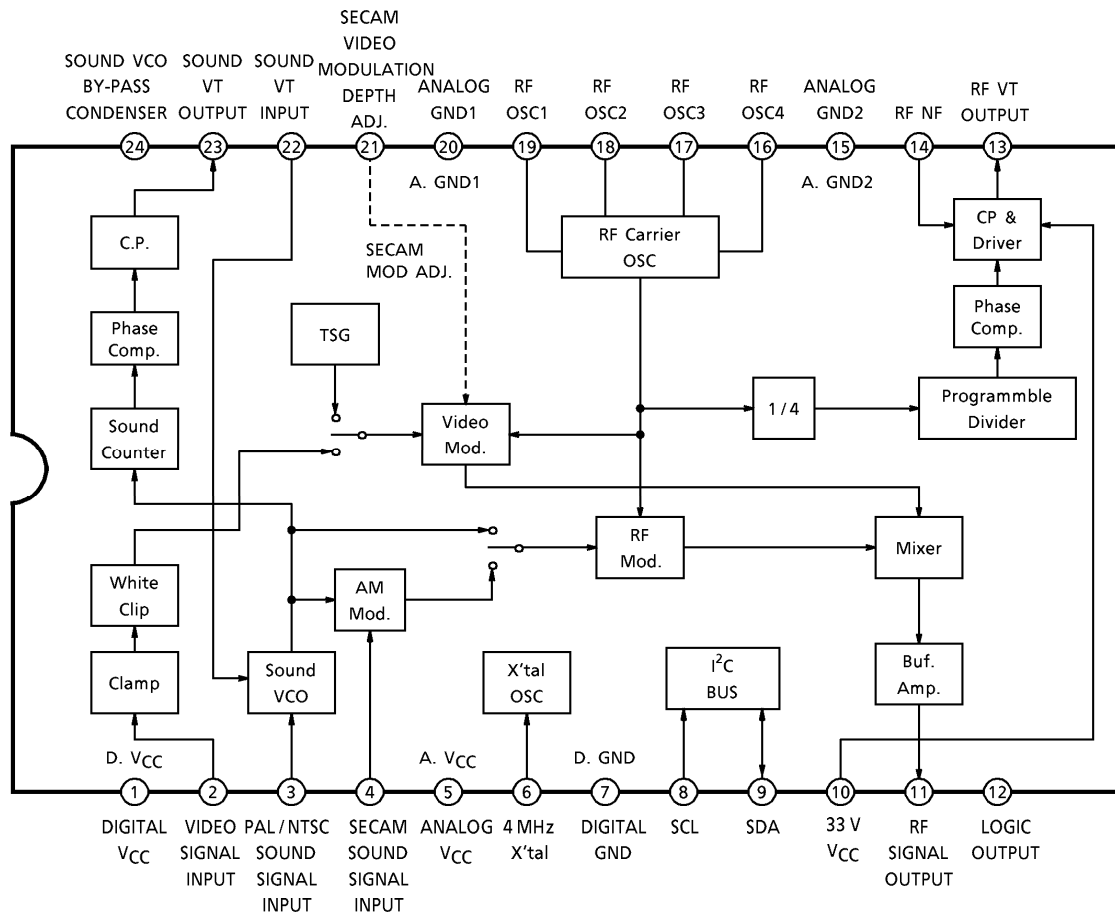 SOUND VCO
BY-PASS
CONDENSER
SOUND
VT
OUTPUT
SOUND
VT
INPUT
SECAM
VIDEO
MODULATION
DEPTH
ADJ.
ANALOG
GND1
RF
OSC1
RF
OSC2
RF
OSC3
RF
OSC4
ANALOG
GND2
RF NF
RF VT
OUTPUT
24
23
22
21
20
19
18
17
16
15
14
13
A. GND1
A. GND2
C.P.
SECAM
MOD ADJ.
RF Carrier
OSC
CP &
Driver
Phase
Comp.
TSG
Phase
Comp.
Sound
Counter
Video
Mod.
1/4
Programmble
Divider
White
Clip
AM
Mod.
RF
Mod.
Mixer
Clamp
Sound
VCO
X'tal
OSC
I²C
BUS
Buf.
Amp.
D. VCC
A. VCC
D. GND
1
2
3
4
5
6
7
8
9
10
11
12
DIGITAL
VCC
VIDEO
SIGNAL
INPUT
PAL/NTSC
SOUND
SIGNAL
INPUT
SECAM
SOUND
SIGNAL
INPUT
ANALOG
VCC
4 MHz
X'tal
DIGITAL
GND
SCL
SDA
33 V
VCC
RF
SIGNAL
OUTPUT
LOGIC
OUTPUT